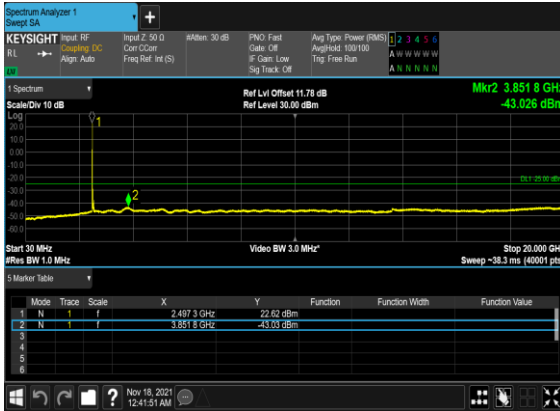 Spectrum Analyzer 1
Swept SA
+
KEYSIGHT Input: RF Input Z: 50 Ω #Atten: 30 dB PNO: Fast Avg Type: Power (RMS) 1 2 3 4 5 6
RL Coupling: DC Corr CCorr Gate: Off Avg|Hold: 100/100 A W W W W W
Align: Auto Freq Ref: Int (S) IF Gain: Low Trig: Free Run
Sig Track: Off A N N N N N
1 Spectrum
Scale/Div 10 dB
Ref Lvl Offset 11.78 dB
Ref Level 30.00 dBm
Mkr2 3.851 8 GHz
-43.026 dBm
Log
20.0
10.0
0.00
-10.0
-20.0
-30.0
-40.0
-50.0
-60.0
1
2
DL1 -25.00 dBm
Start 30 MHz Video BW 3.0 MHz* Stop 20.000 GHz
#Res BW 1.0 MHz Sweep ~38.3 ms (40001 pts)
5 Marker Table
Mode Trace Scale X Y Function Function Width Function Value
1 N 1 f 2.497 3 GHz 22.62 dBm
2 N 1 f 3.851 8 GHz -43.03 dBm
3
4
5
6
? Nov 18, 2021
12:41:51 AM